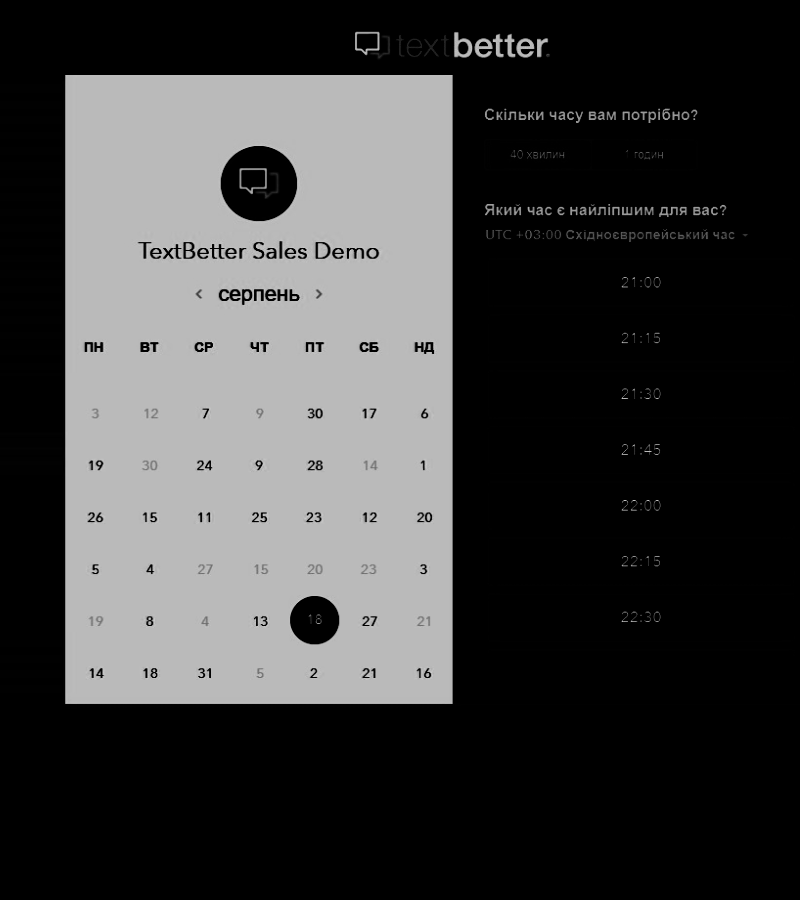 textbetter
TextBetter Sales Demo
серпень
ПН ВТ СР ЧТ ПТ СБ НД
3 12 7 9 30 17 6
19 30 24 9 28 14 1
26 15 11 25 23 12 20
5 4 27 15 20 23 3
19 8 4 13 18 27 21
14 18 31 5 2 21 16
Скільки часу вам потрібно?
40 хвилин 1 годин
Який час є найліпшим для вас?
UTC +03:00 Східноєвропейський час
21:00
21:15
21:30
21:45
22:00
22:15
22:30